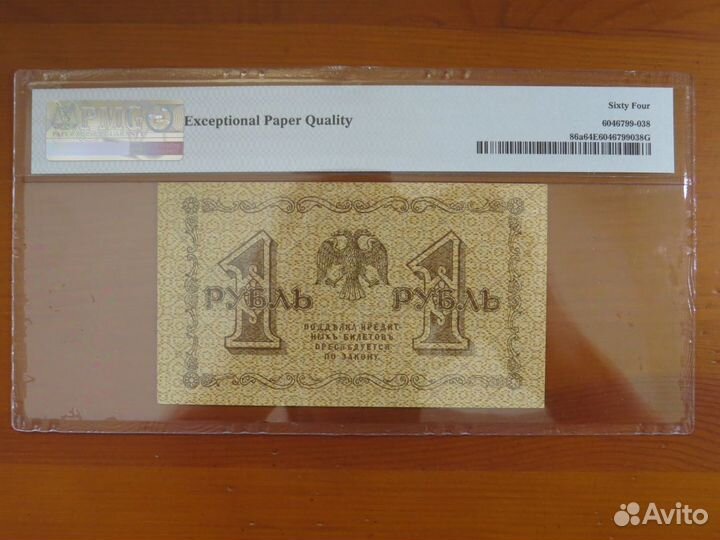 PMG
Exceptional Paper Quality
Sixty Four
6046799-038
86a64E6046799038G
1 1
РУБЛЬ РУБЛЬ
ПОДДѢЛКА КРЕДИТ-
НЫХЪ БИЛЕТОВЪ
ПРЕСЛѢДУЕТСЯ
ПО ЗАКОНУ.
Avito